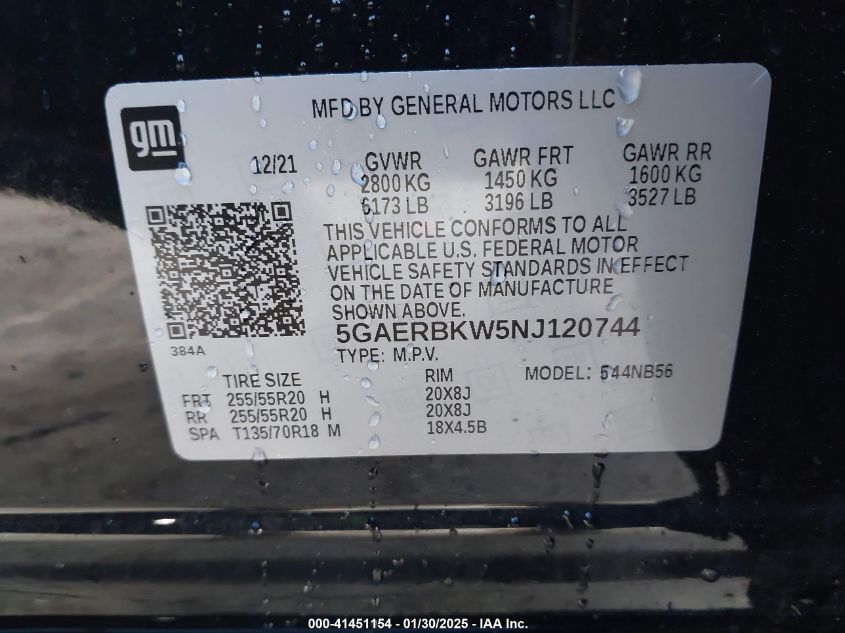 MFD BY GENERAL MOTORS LLC
gm
12/21
GVWR GAWR FRT GAWR RR
2800 KG 1450 KG 1600 KG
6173 LB 3196 LB 3527 LB
THIS VEHICLE CONFORMS TO ALL
APPLICABLE U.S. FEDERAL MOTOR
VEHICLE SAFETY STANDARDS IN EFFECT
ON THE DATE OF MANUFACTURE
SHOWN ABOVE.
5GAERBKW5NJ120744
384A
TYPE: M.P.V.
MODEL: 544NB56
TIRE SIZE RIM
FRT 255/55R20 H 20X8J
RR 255/55R20 H 20X8J
SPA T135/70R18 M 18X4.5B
000-41451154 - 01/30/2025 - IAA Inc.